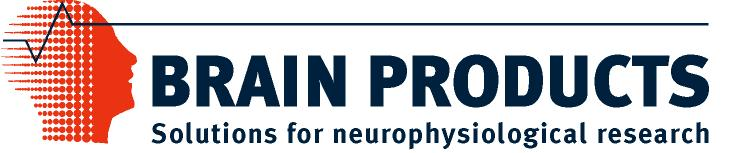 BRAIN PRODUCTS
Solutions for neurophysiological research